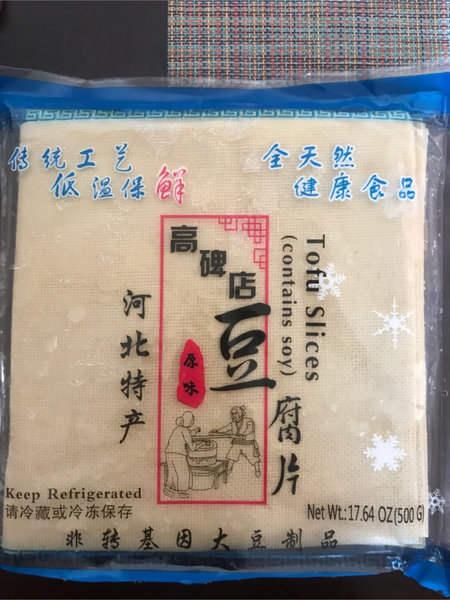 传统工艺
低温保鲜
全天然
健康食品
高碑店
豆腐片
原味
河北特产
Tofu Slices
(contains soy)
Keep Refrigerated
请冷藏或冷冻保存
Net Wt.:17.64 OZ(500 G)
非转基因大豆制品